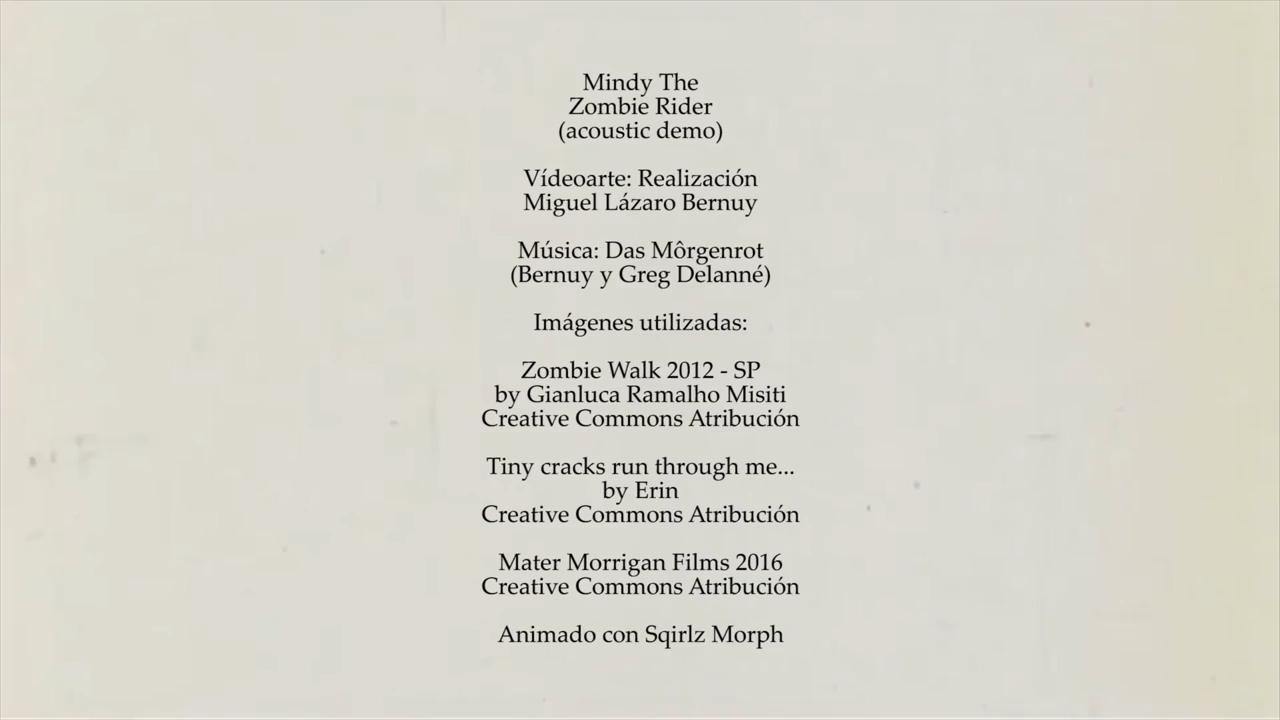 Mindy The
Zombie Rider
(acoustic demo)
Vídeoarte: Realización
Miguel Lázaro Bernuy
Música: Das Môrgenrot
(Bernuy y Greg Delanné)
Imágenes utilizadas:
Zombie Walk 2012 - SP
by Gianluca Ramalho Misiti
Creative Commons Atribución
Tiny cracks run through me...
by Erin
Creative Commons Atribución
Mater Morrigan Films 2016
Creative Commons Atribución
Animado con Sqirlz Morph